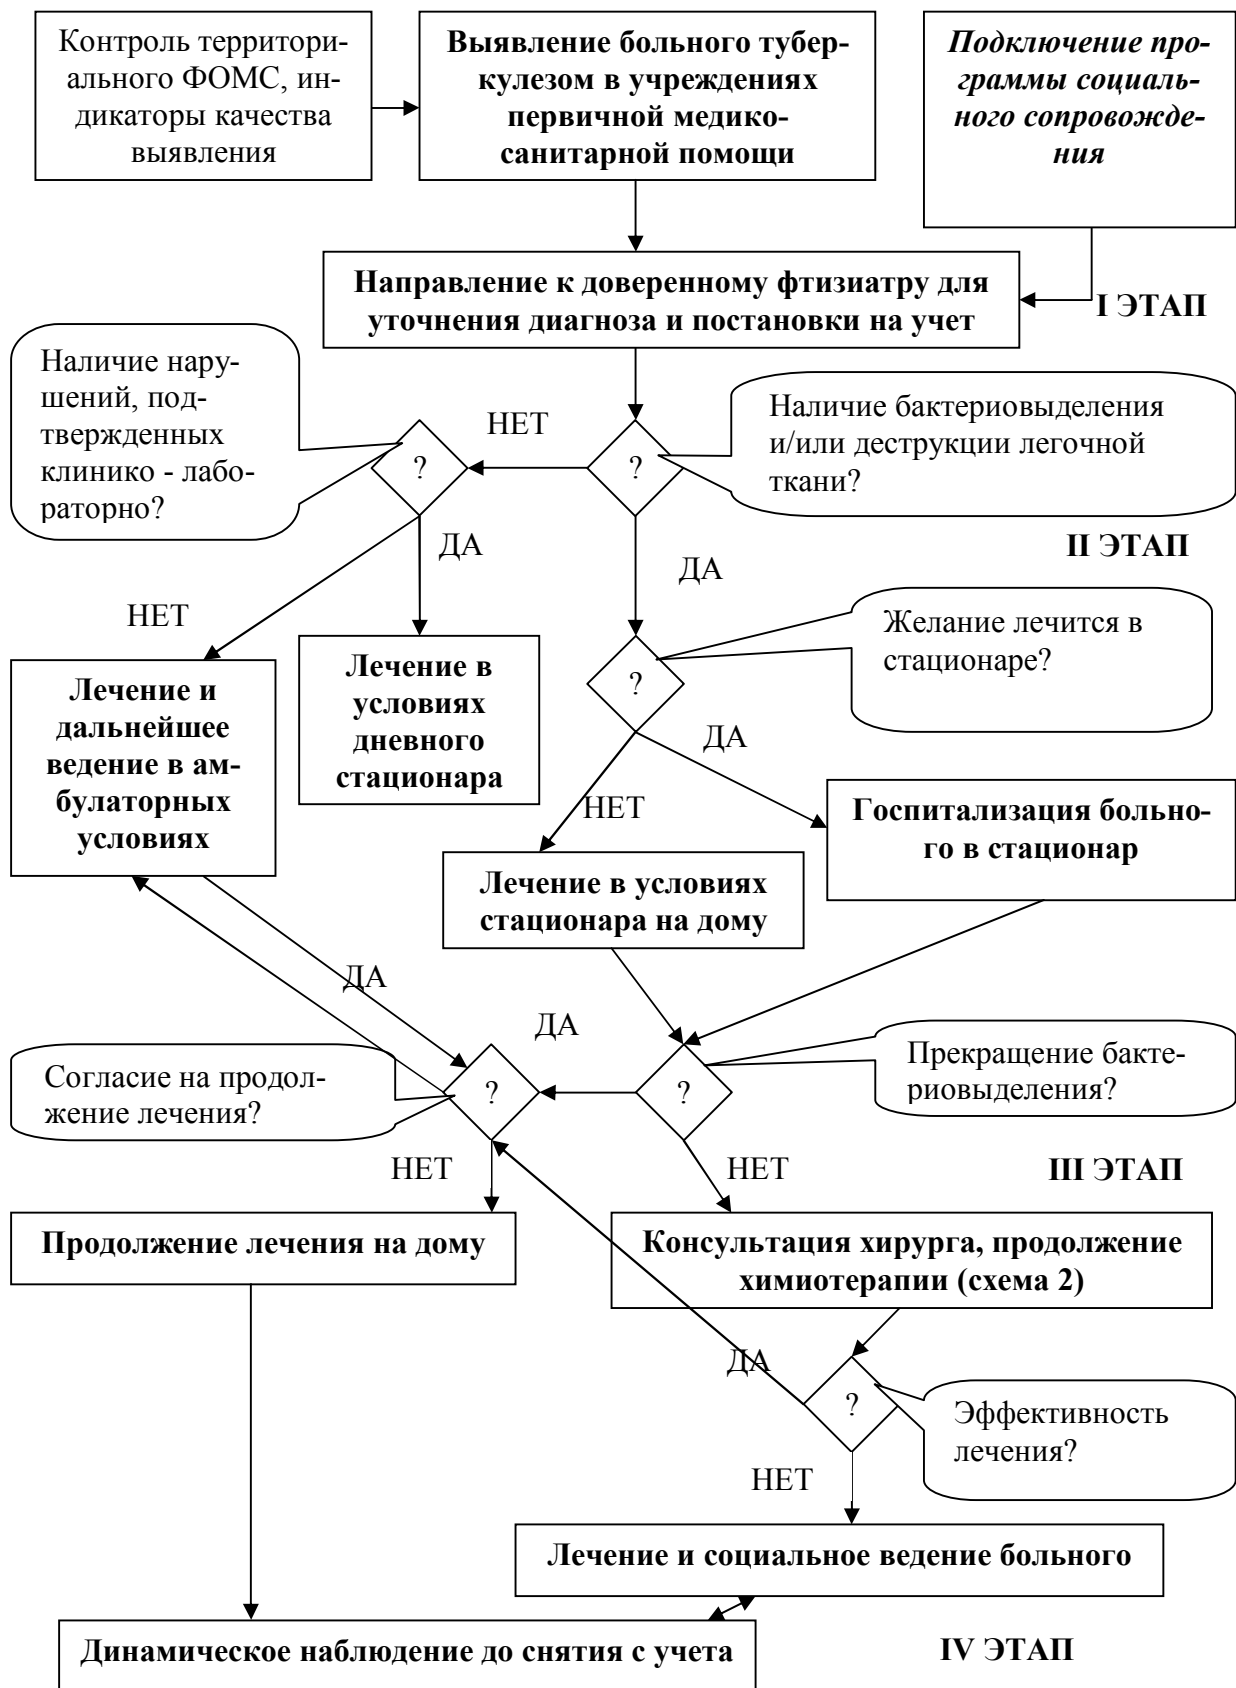 Контроль территори-
ального ФОМС, ин-
дикаторы качества
выявления
Выявление больного тубер-
кулезом в учреждениях
первичной медико-
санитарной помощи
Подключение про-
граммы социаль-
ного сопровожде-
ния
Направление к доверенному фтизиатру для
уточнения диагноза и постановки на учет
I ЭТАП
Наличие нару-
шений, под-
твержденных
клинико - лабо-
раторно?
?
НЕТ
?
Наличие бактериовыделения
и/или деструкции легочной
ткани?
II ЭТАП
ДА
ДА
НЕТ
Желание лечится в
стационаре?
?
Лечение и
дальнейшее
ведение в ам-
булаторных
условиях
Лечение в
условиях
дневного
стационара
ДА
НЕТ
Госпитализация больно-
го в стационар
Лечение в условиях
стационара на дому
ДА
ДА
Согласие на продол-
жение лечения?
?
?
Прекращение бакте-
риовыделения?
НЕТ
НЕТ
III ЭТАП
Продолжение лечения на дому
Консультация хирурга, продолжение
химиотерапии (схема 2)
ДА
?
Эффективность
лечения?
НЕТ
Лечение и социальное ведение больного
Динамическое наблюдение до снятия с учета
IV ЭТАП